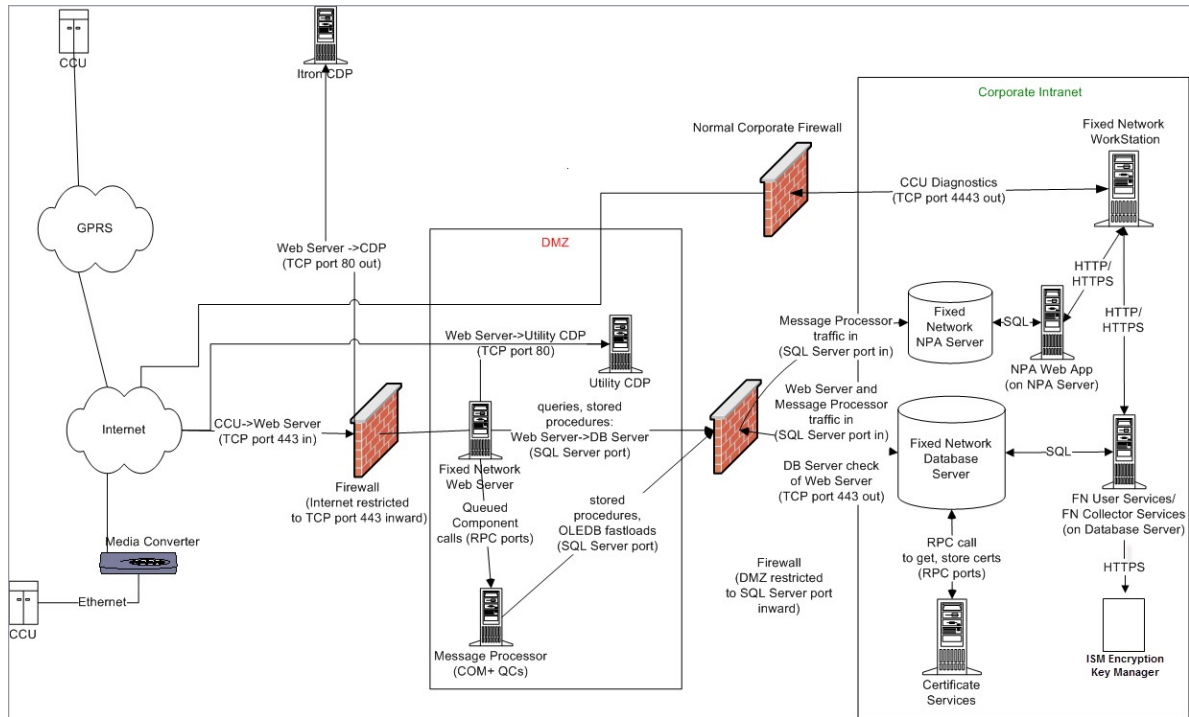 CCU
Itron CDP
Corporate Intranet
Normal Corporate Firewall
Fixed Network
WorkStation
CCU Diagnostics
(TCP port 4443 out)
GPRS
Web Server ->CDP
(TCP port 80 out)
DMZ
HTTP/
HTTPS
HTTP/
HTTPS
Fixed
Network
NPA Server
SQL
NPA Web App
(on NPA Server)
Message Processor
traffic in
(SQL Server port in)
Web Server->Utility CDP
(TCP port 80)
Utility CDP
Web Server and
Message Processor
traffic in
(SQL Server port in)
Internet
CCU->Web Server
(TCP port 443 in)
queries, stored
procedures:
Web Server->DB Server
(SQL Server port)
Fixed Network
Web Server
Fixed Network
Database
Server
SQL
DB Server check
of Web Server
(TCP port 443 out)
Firewall
(Internet restricted
to TCP port 443 inward)
Queued
Component
calls (RPC ports)
stored
procedures,
OLEDB fastloads
(SQL Server port)
FN User Services/
FN Collector Services
(on Database Server)
Media Converter
RPC call
to get, store certs
(RPC ports)
Firewall
(DMZ restricted
to SQL Server port
inward)
HTTPS
Ethernet
CCU
Message Processor
(COM+ QCs)
Certificate
Services
ISM Encryption
Key Manager